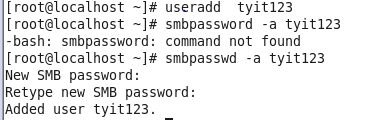 [root@localhost ~]# useradd  tyit123
[root@localhost ~]# smbpassword -a tyit123
-bash: smbpassword: command not found
[root@localhost ~]# smbpasswd -a tyit123
New SMB password:
Retype new SMB password:
Added user tyit123.